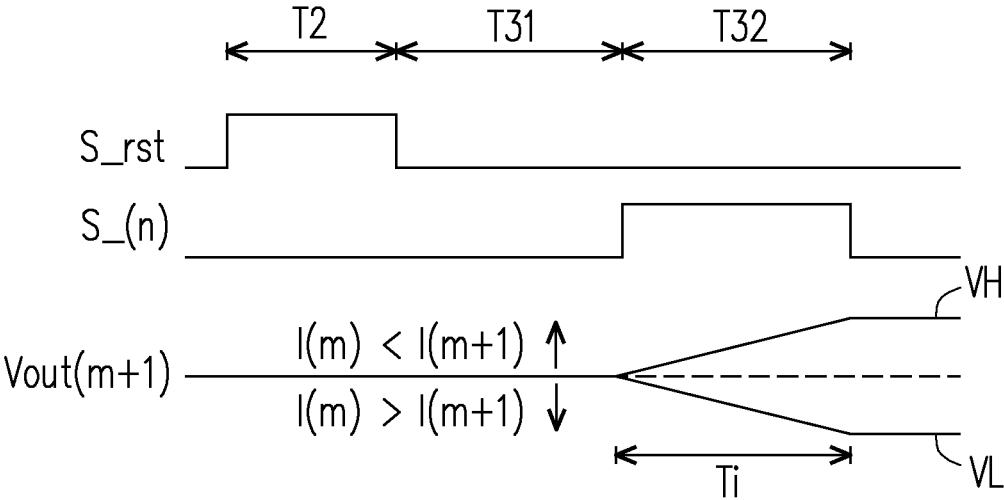 T2 T31 T32
S_rst
S_(n)
VH
I(m) < I(m+1)
Vout(m+1)
I(m) > I(m+1)
Ti
VL